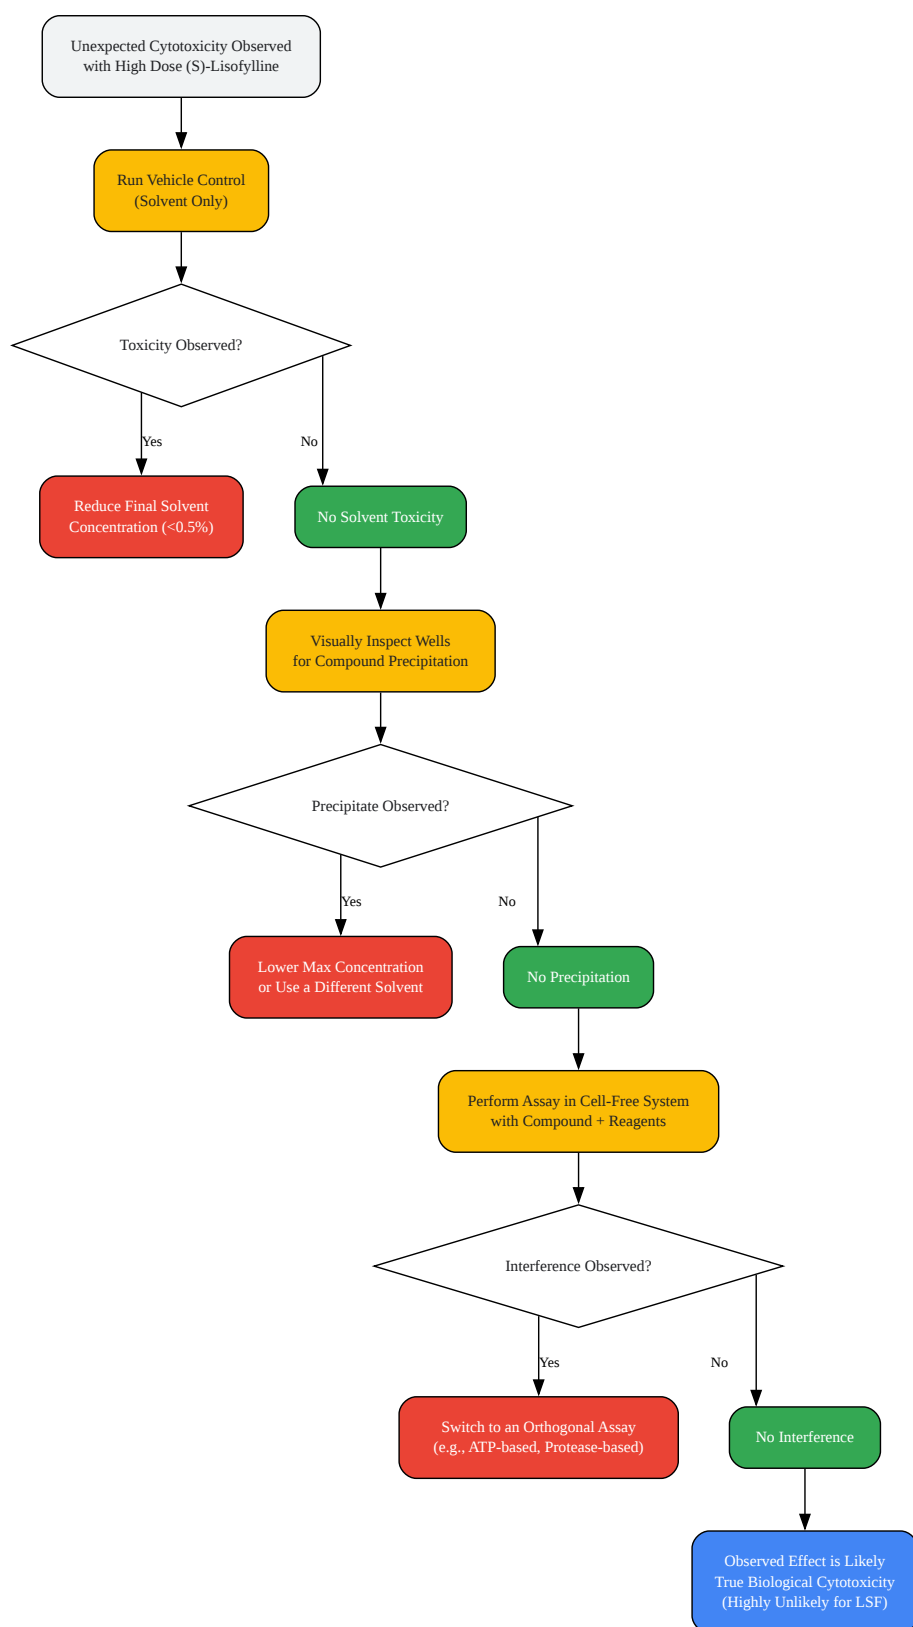 Unexpected Cytotoxicity Observed
with High Dose (S)-Lisofylline
Run Vehicle Control
(Solvent Only)
Toxicity Observed?
Yes
No
Reduce Final Solvent
Concentration (<0.5%)
No Solvent Toxicity
Visually Inspect Wells
for Compound Precipitation
Precipitate Observed?
Yes
No
Lower Max Concentration
or Use a Different Solvent
No Precipitation
Perform Assay in Cell-Free System
with Compound + Reagents
Interference Observed?
Yes
No
Switch to an Orthogonal Assay
(e.g., ATP-based, Protease-based)
No Interference
Observed Effect is Likely
True Biological Cytotoxicity
(Highly Unlikely for LSF)